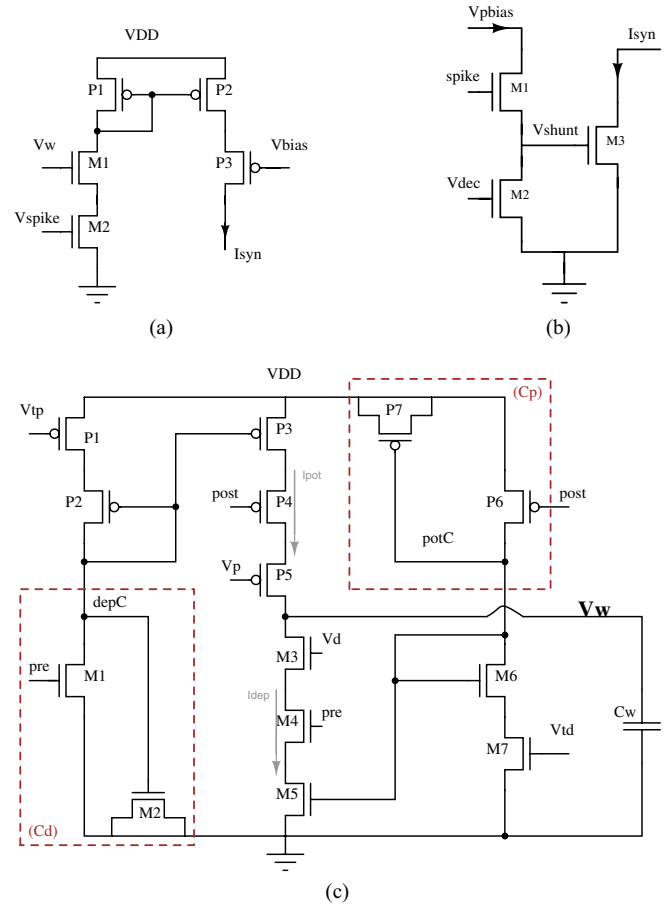 VDD
P1
P2
Vw
M1
P3
Vbias
Vspike
M2
Isyn
(a)
Vpbias
Isyn
spike
M1
Vshunt
M3
Vdec
M2
(b)
VDD
(Cp)
Vtp
P1
P3
P7
P2
post
P4
Ipot
P6
post
Vp
P5
potC
depC
Vw
pre
M1
M3
Vd
M6
Idep
M4
pre
Cw
Vtd
M7
M2
M5
(Cd)
(c)